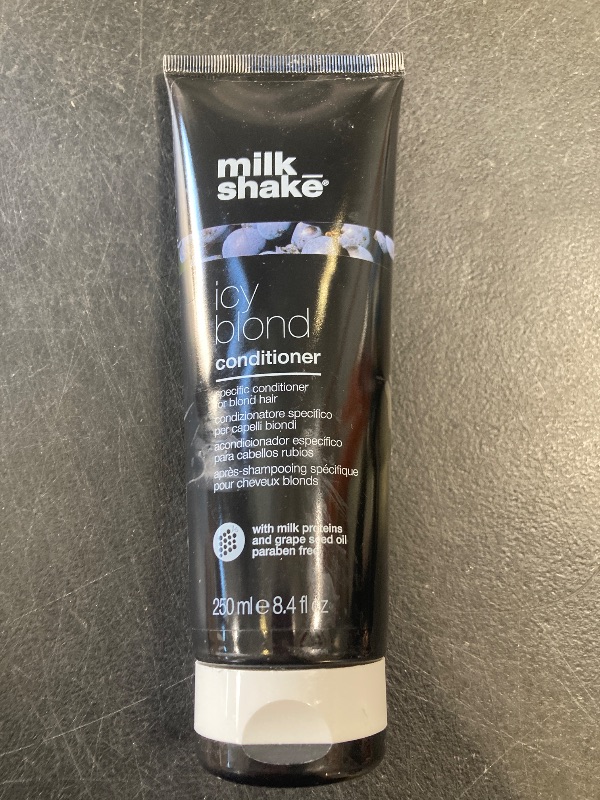 milk
shake®
icy
blond
conditioner
specific conditioner
for blond hair
condizionatore specifico
per capelli biondi
acondicionador específico
para cabellos rubios
après-shampooing spécifique
pour cheveux blonds
with milk proteins
and grape seed oil
paraben free
250 ml e 8.4 fl oz